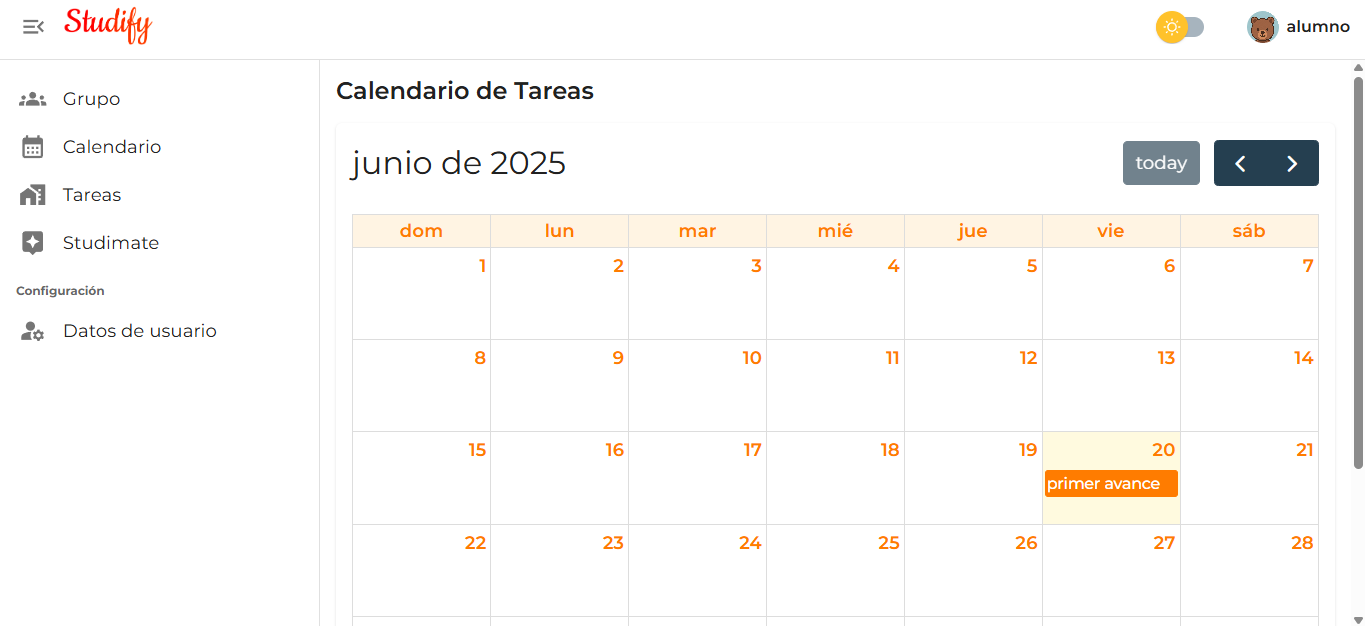 Studify
alumno
Grupo
Calendario
Tareas
Studimate
Configuración
Datos de usuario
Calendario de Tareas
junio de 2025
today
dom lun mar mié jue vie sáb
1 2 3 4 5 6 7
8 9 10 11 12 13 14
15 16 17 18 19 20 21
primer avance
22 23 24 25 26 27 28